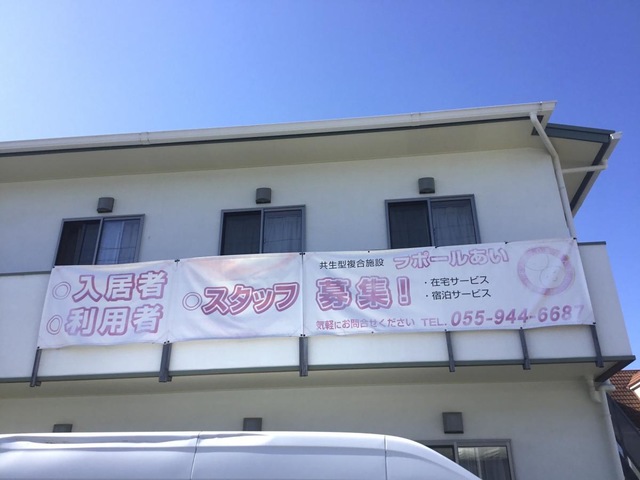 ◎入居者
◎利用者
◎スタッフ
募集！
共生型複合施設 ラポールあい
・在宅サービス
・宿泊サービス
気軽にお問合せください TEL. 055-944-6687